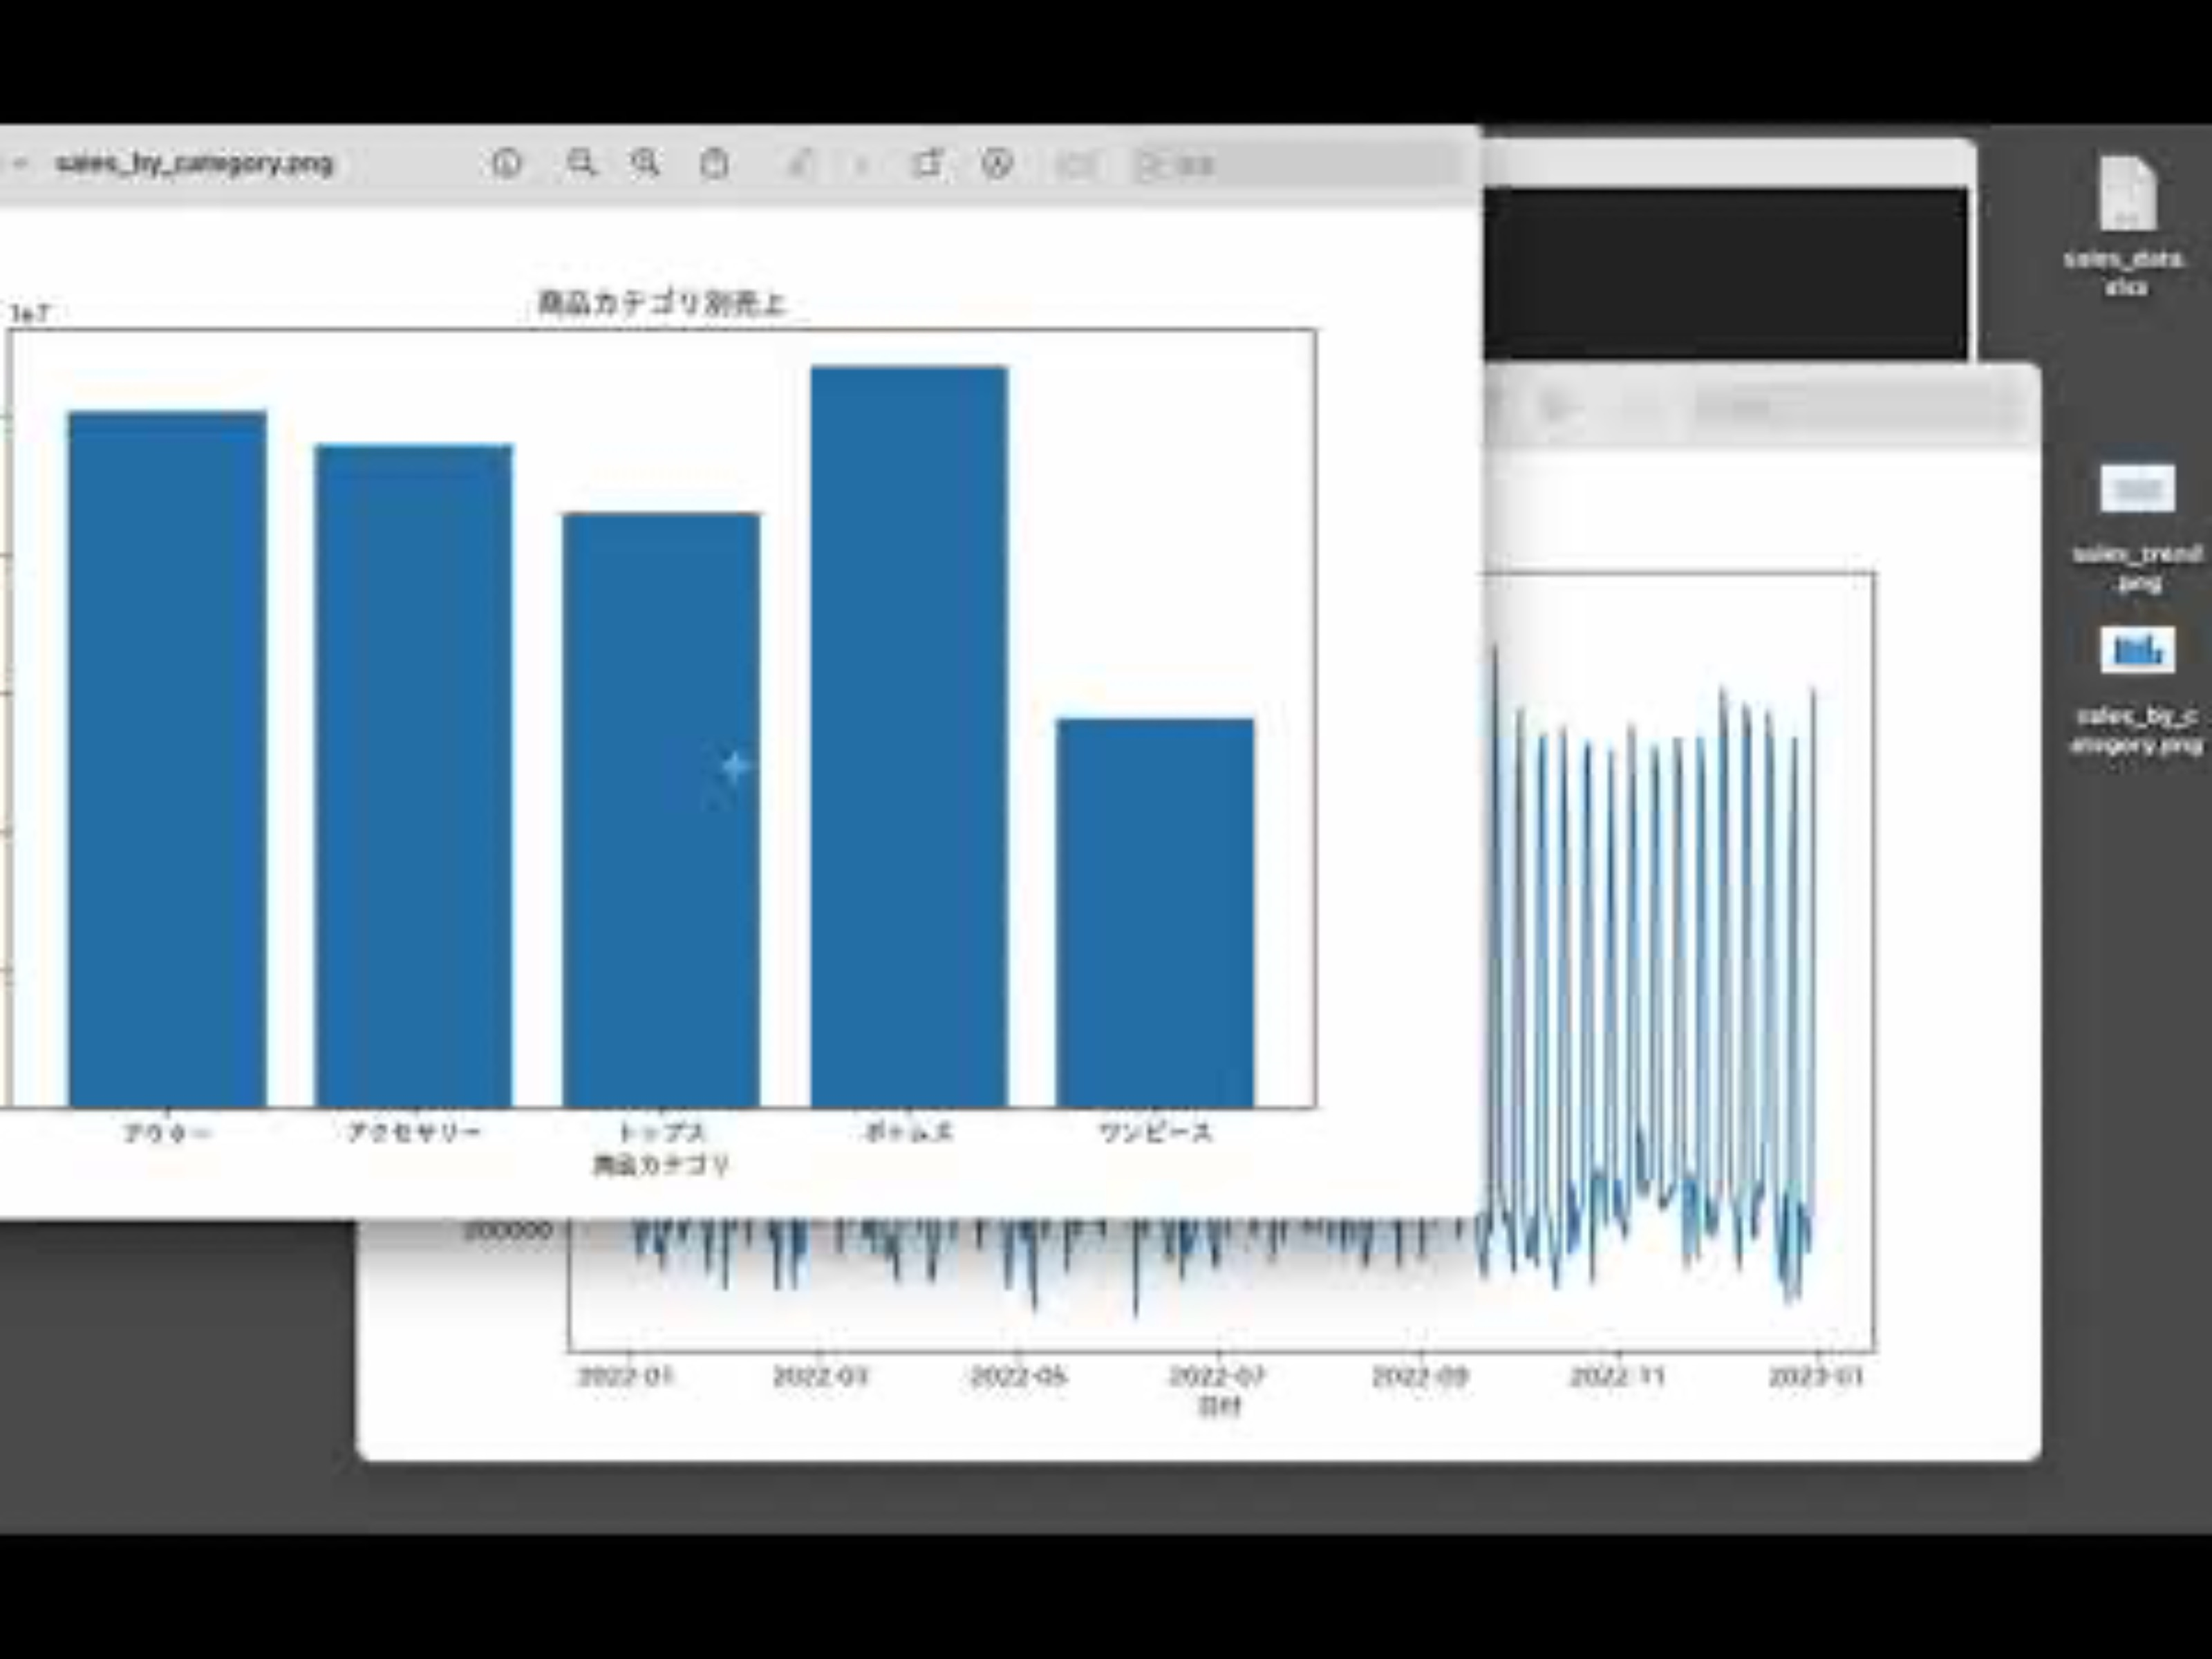 sales_by_category.png
1e7
商品カテゴリ別売上
アウター
アクセサリー
トップス
ボトムス
ワンピース
商品カテゴリ
200000
2022-01
2022-03
2022-05
2022-07
2022-09
2022-11
2023-01
日付
sales_data.
xlsx
sales_trend
.png
sales_by_c
ategory.png